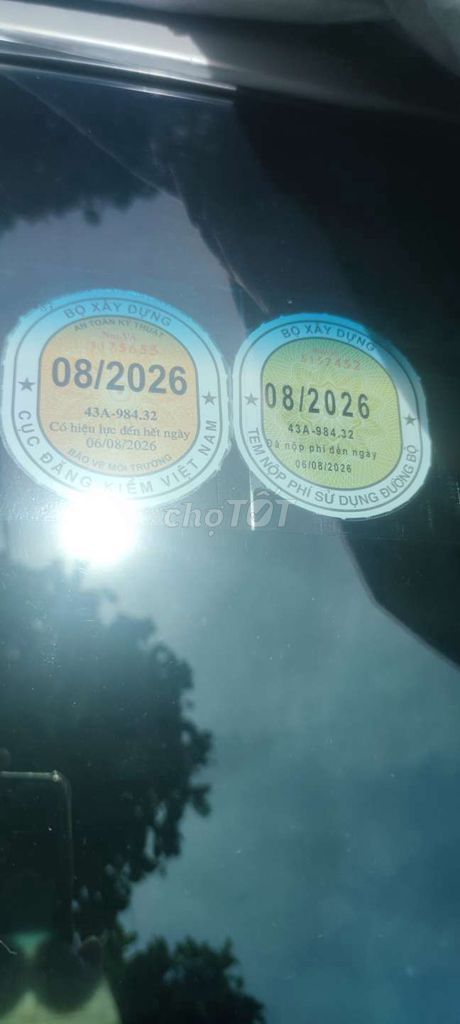 BỘ XÂY DỰNG
AN TOÀN KỸ THUẬT
08/2026
43A-984.32
Có hiệu lực đến hết ngày
06/08/2026
BẢO VỆ MÔI TRƯỜNG
CỤC ĐĂNG KIỂM VIỆT NAM
BỘ XÂY DỰNG
5157452
08/2026
43A-984.32
Đã nộp phí đến ngày
06/08/2026
TEM NỘP PHÍ SỬ DỤNG ĐƯỜNG BỘ
chợTỐT